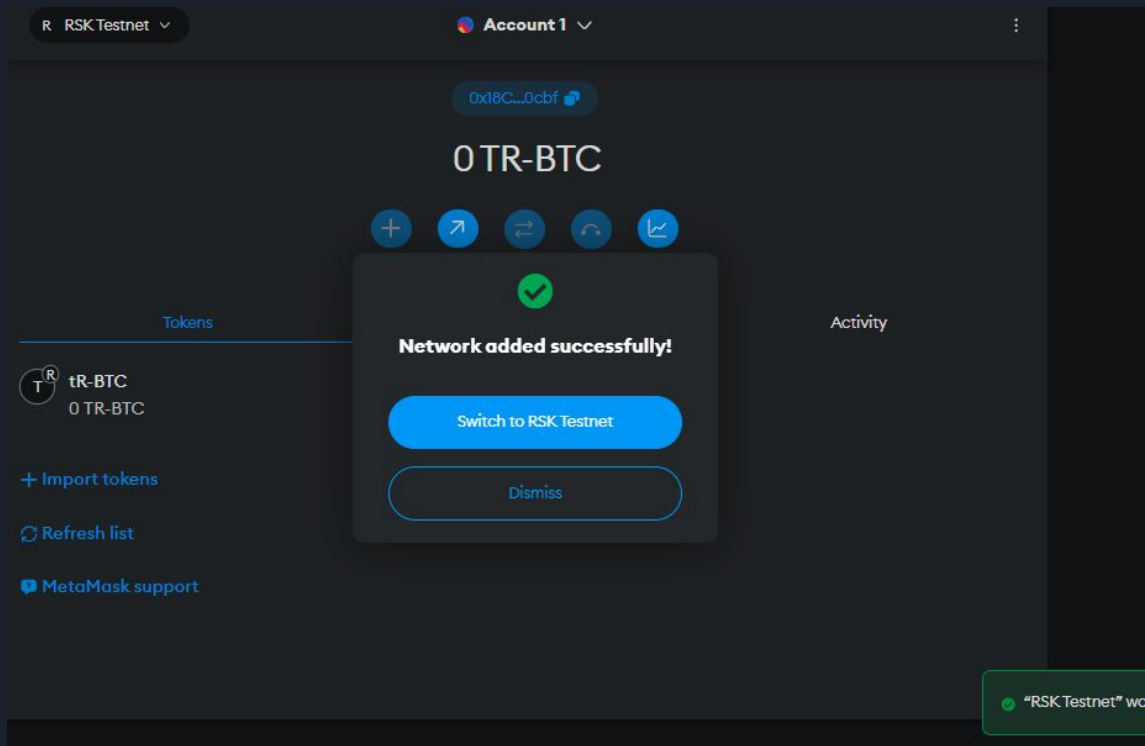 R RSK Testnet
Account 1
0x18C...0cbf
0 TR-BTC
Tokens
Activity
Network added successfully!
T R tR-BTC
0 TR-BTC
Switch to RSK Testnet
Import tokens
Dismiss
Refresh list
MetaMask support
"RSK Testnet"